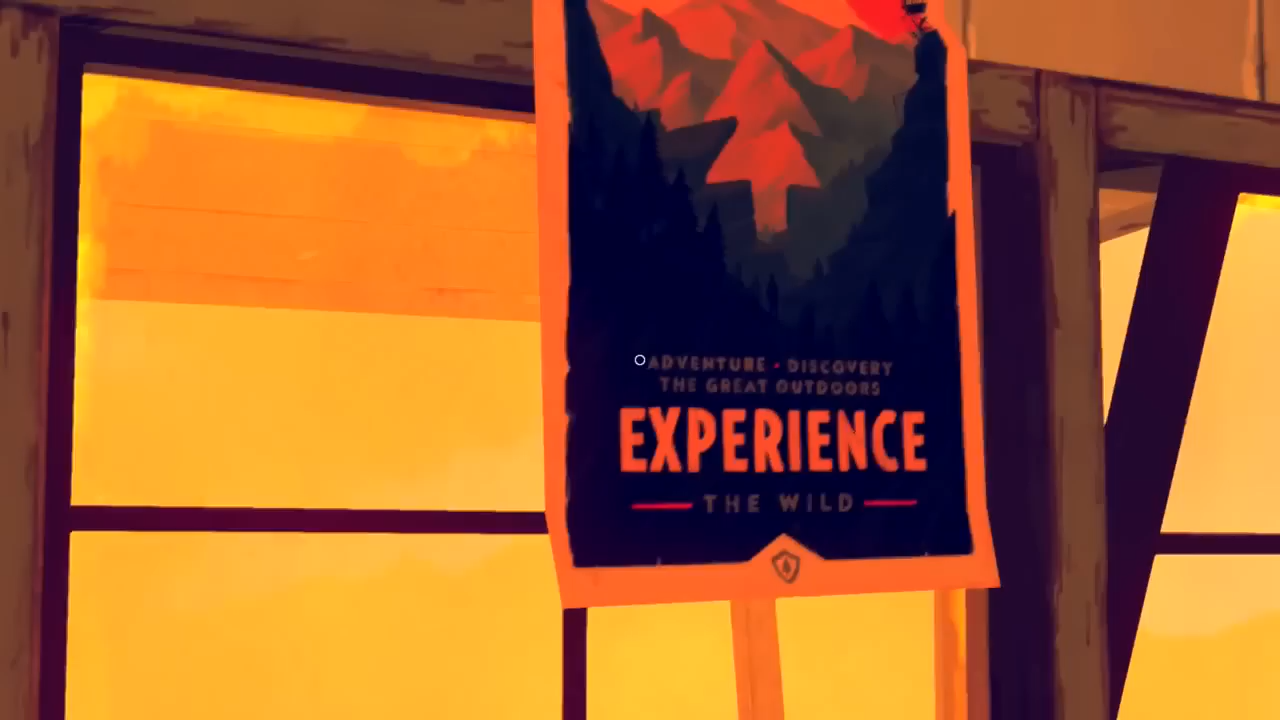 ADVENTURE • DISCOVERY
THE GREAT OUTDOORS
EXPERIENCE
THE WILD